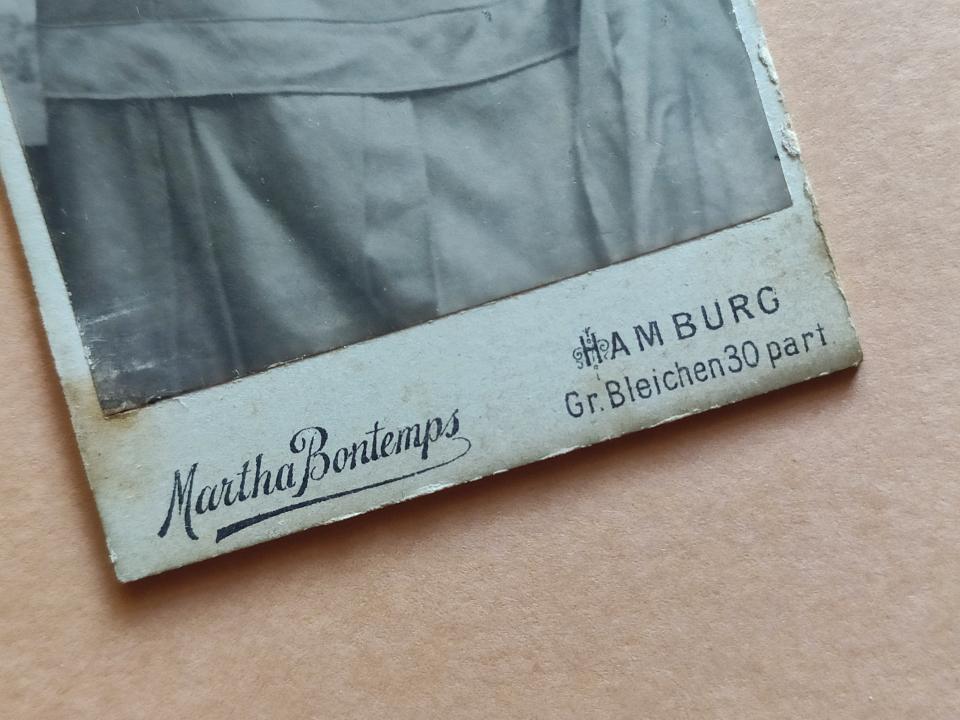 Martha Bontemps
HAMBURG
Gr. Bleichen 30 part.